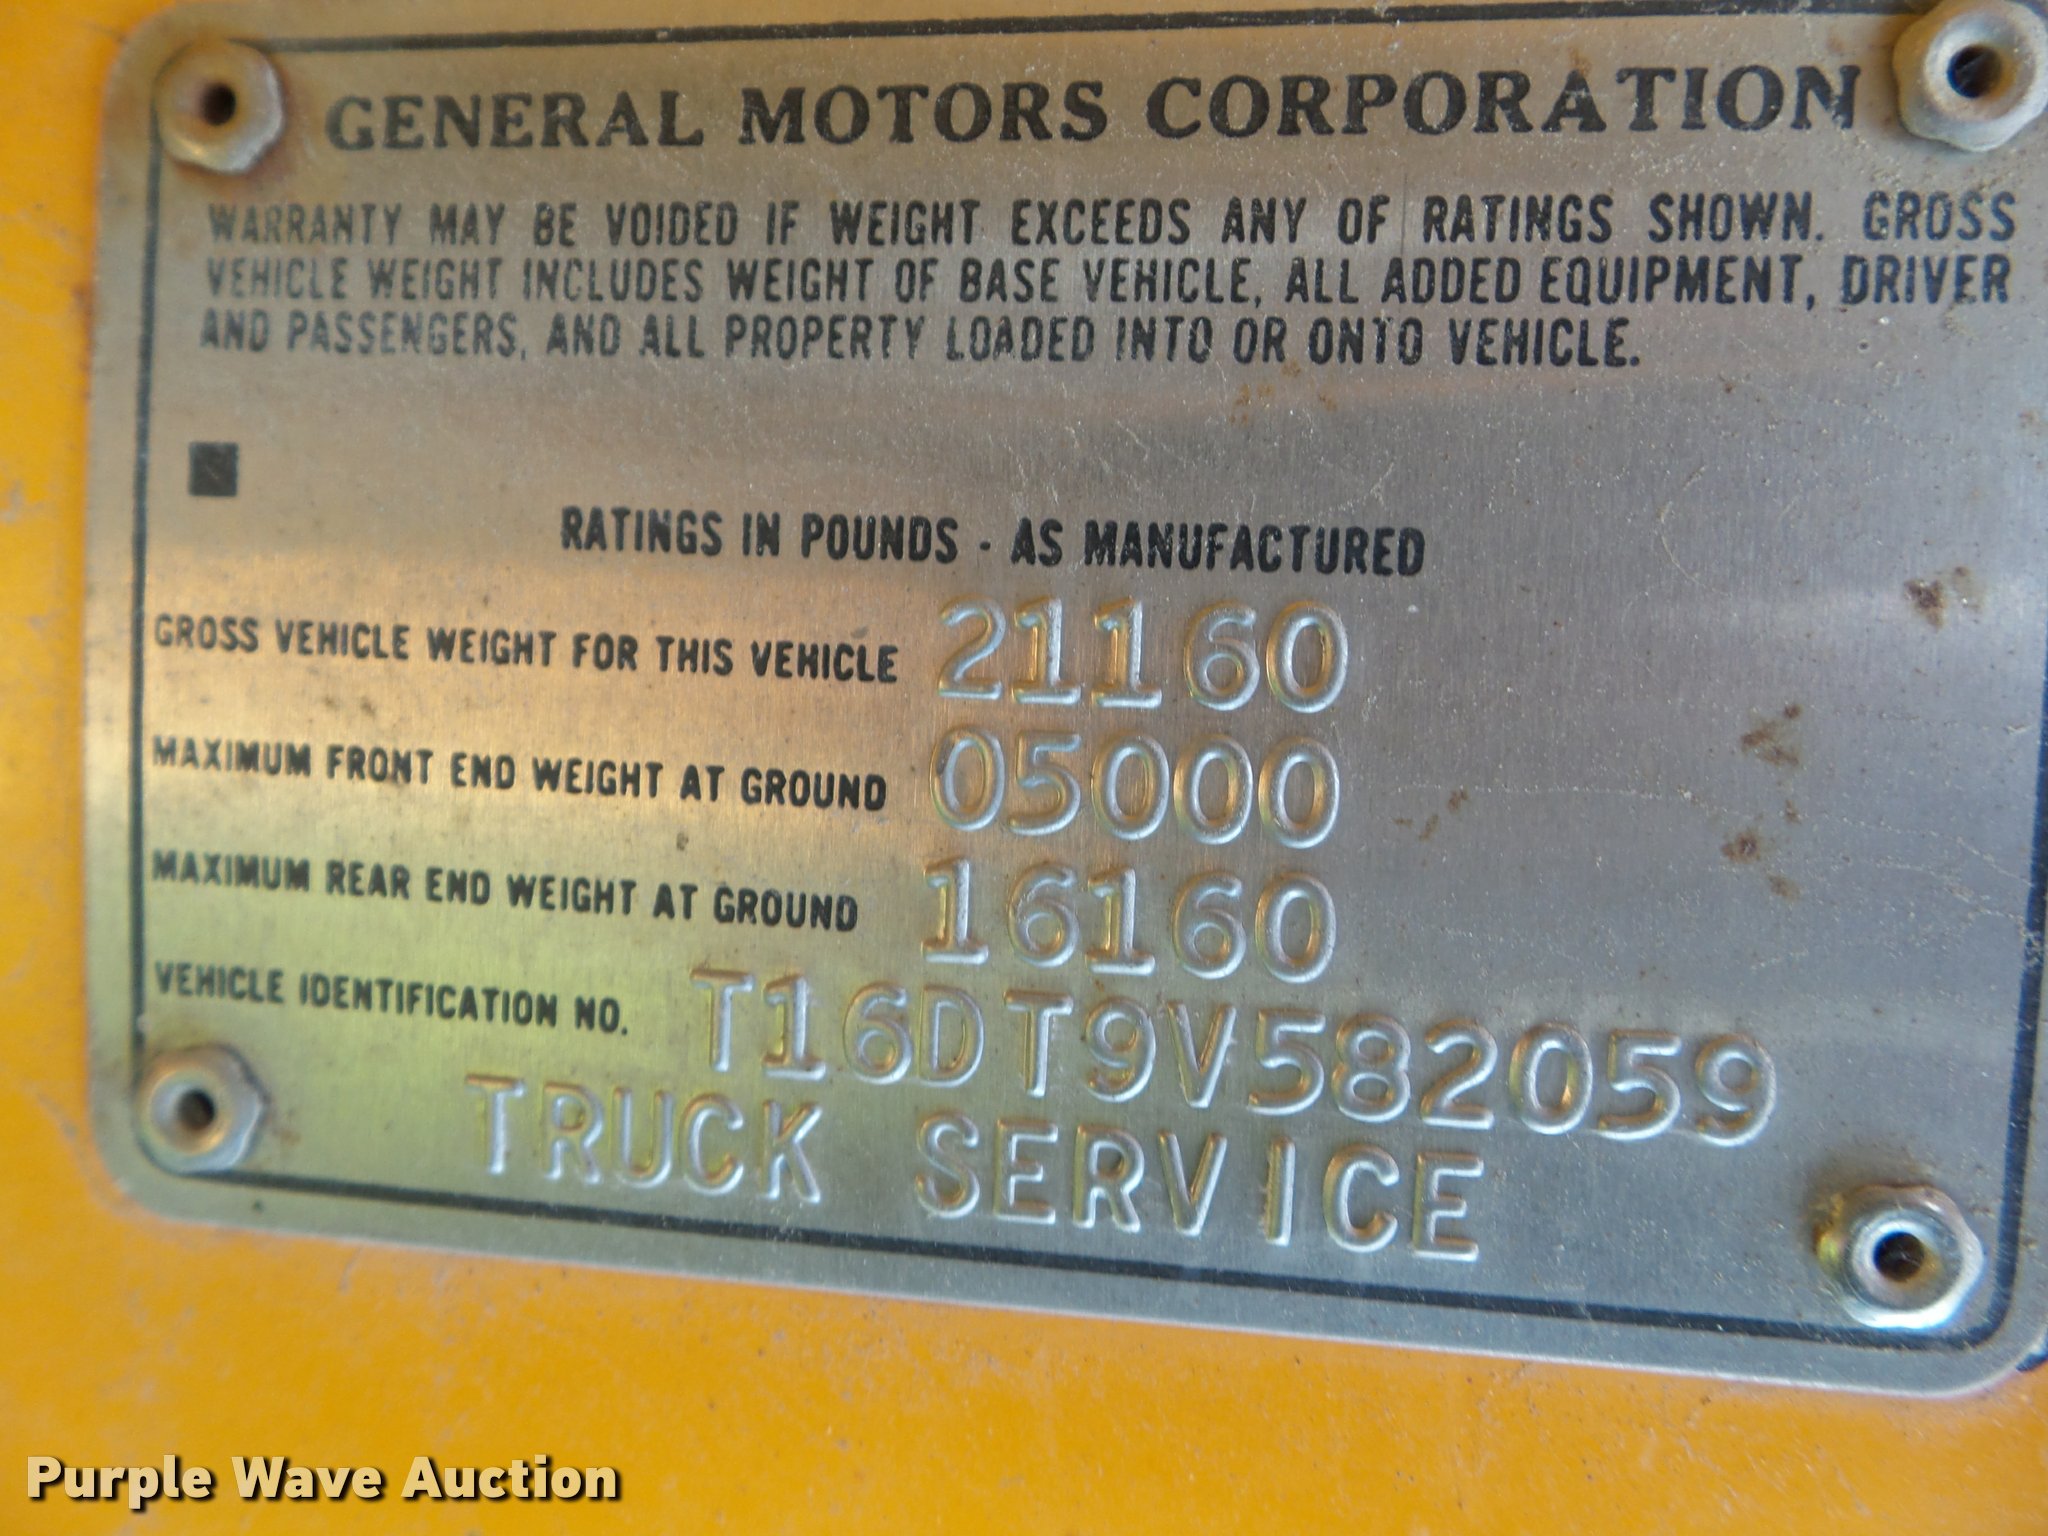 GENERAL MOTORS CORPORATION
WARRANTY MAY BE VOIDED IF WEIGHT EXCEEDS ANY OF RATINGS SHOWN. GROSS
VEHICLE WEIGHT INCLUDES WEIGHT OF BASE VEHICLE, ALL ADDED EQUIPMENT, DRIVER
AND PASSENGERS, AND ALL PROPERTY LOADED INTO OR ONTO VEHICLE.
RATINGS IN POUNDS - AS MANUFACTURED
GROSS VEHICLE WEIGHT FOR THIS VEHICLE 21160
MAXIMUM FRONT END WEIGHT AT GROUND 05000
MAXIMUM REAR END WEIGHT AT GROUND 16160
VEHICLE IDENTIFICATION NO. T16DT9V582059
TRUCK SERVICE
Purple Wave Auction